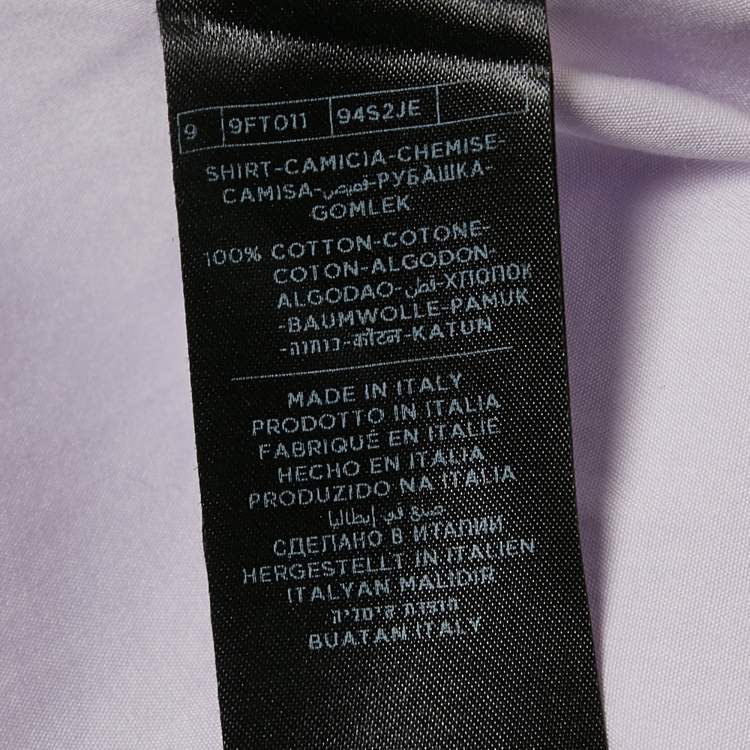 9 9FT011 94S2JE
SHIRT-CAMICIA-CHEMISE-
CAMISA-قميص-РУБАШКА-
GOMLEK
100% COTTON-COTONE-
COTON-ALGODON-
ALGODAO-قطن-ХЛОПОК
-BAUMWOLLE-PAMUK
-כותנה-कॉटन-KATUN
MADE IN ITALY
PRODOTTO IN ITALIA
FABRIQUÉ EN ITALIE
HECHO EN ITALIA
PRODUZIDO NA ITALIA
صنع في إيطاليا
СДЕЛАНО В ИТАЛИИ
HERGESTELLT IN ITALIEN
ITALYAN MALIDIR
BUATAN ITALY